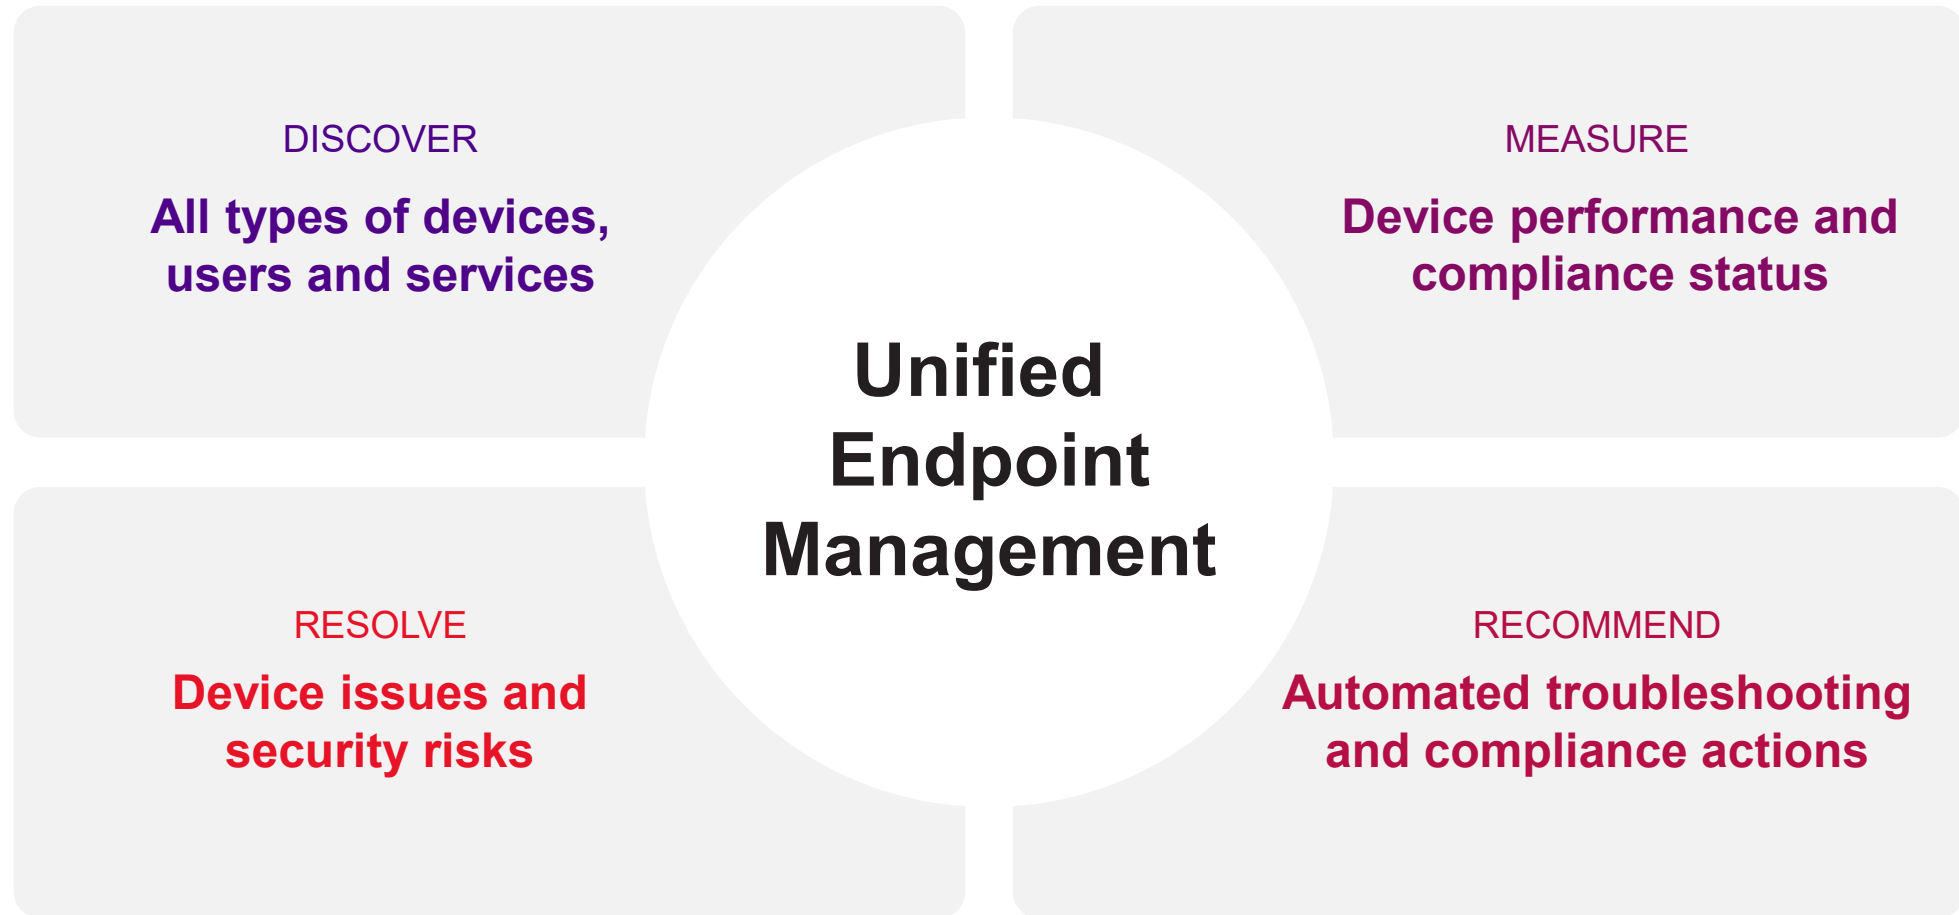 DISCOVER
All types of devices,
users and services
MEASURE
Device performance and
compliance status
Unified
Endpoint
Management
RESOLVE
Device issues and
security risks
RECOMMEND
Automated troubleshooting
and compliance actions